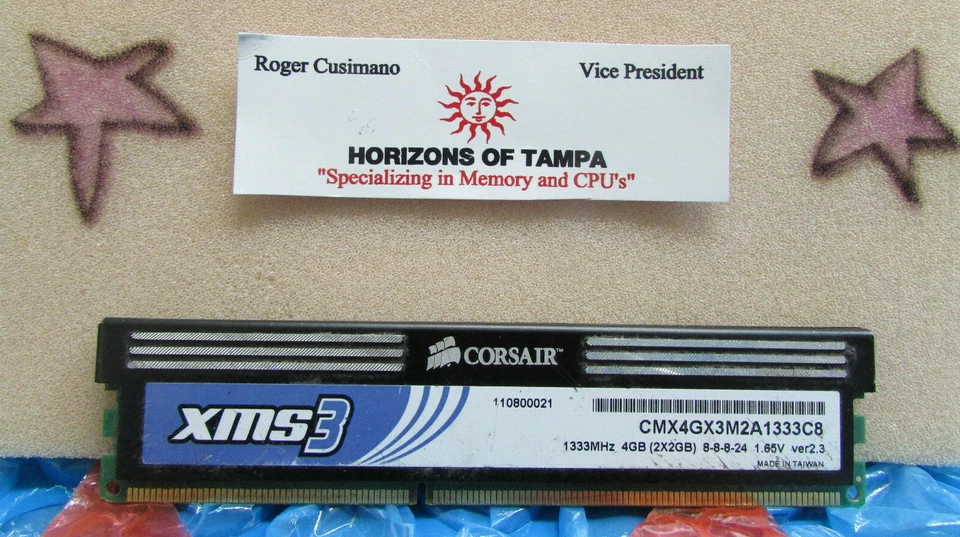 Roger Cusimano
Vice President
HORIZONS OF TAMPA
"Specializing in Memory and CPU's"
CORSAIR™
xms3
110800021
CMX4GX3M2A1333C8
1333MHz 4GB (2X2GB) 8-8-8-24 1.65V ver2.3
MADE IN TAIWAN